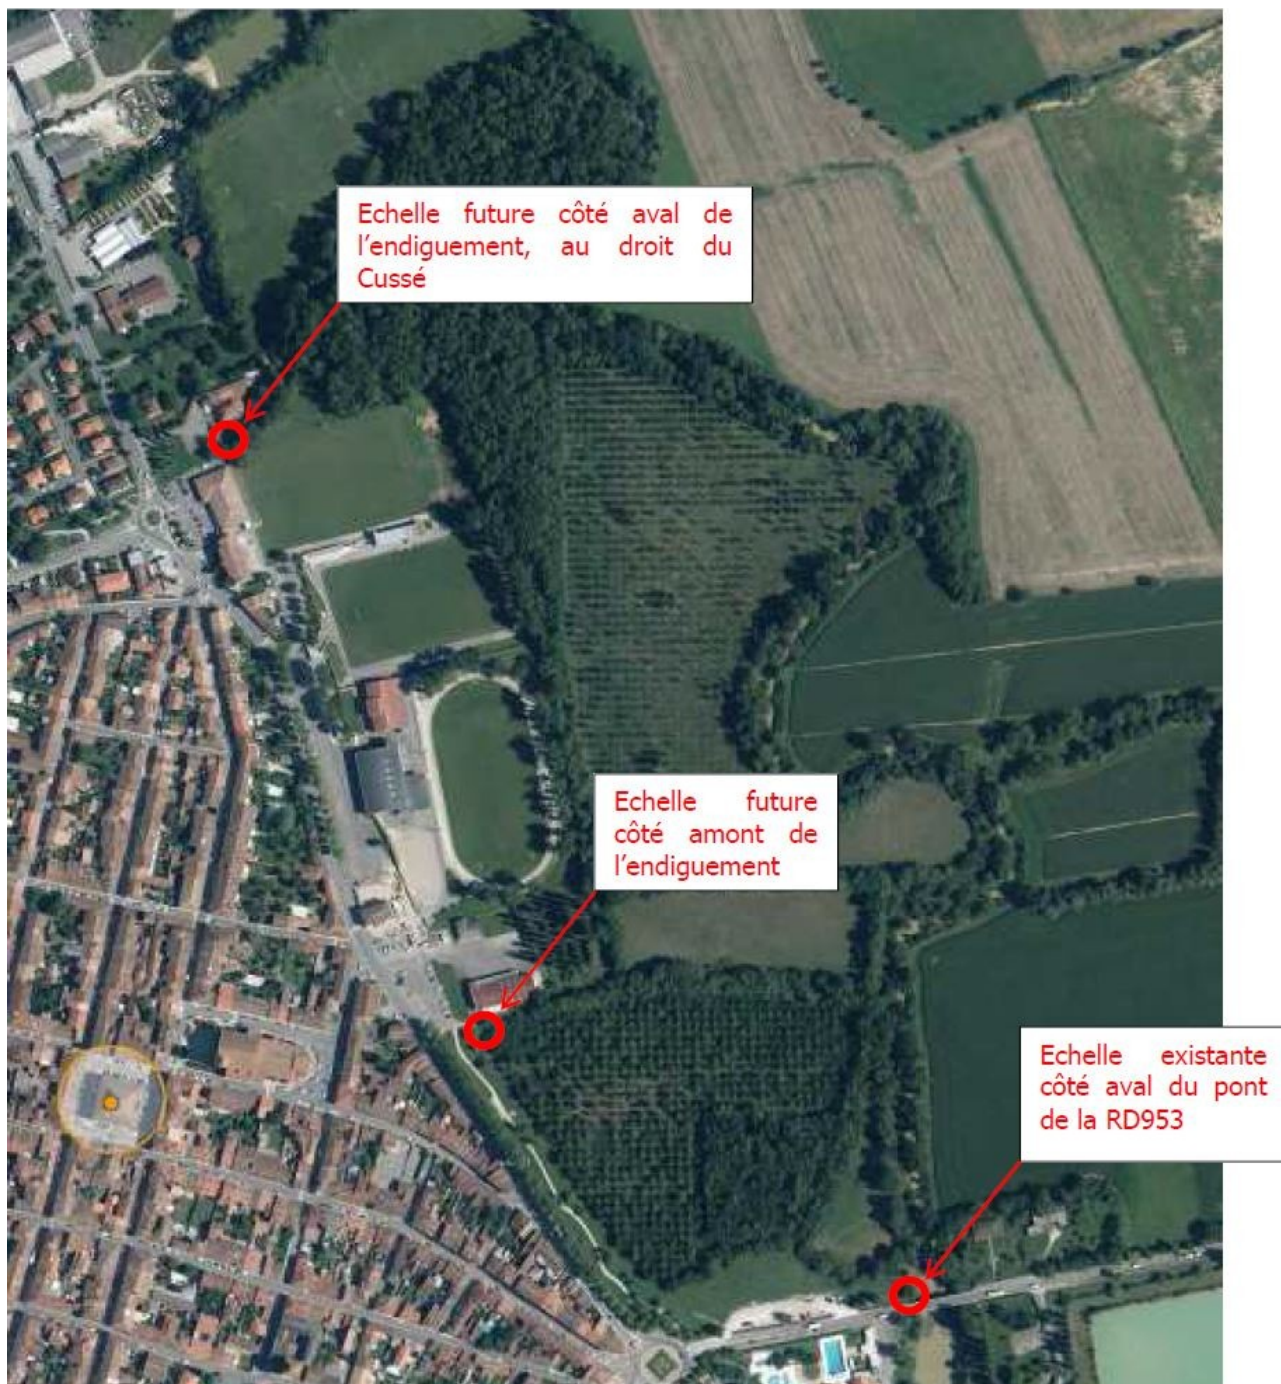 Echelle future côté aval de
l'endiguement, au droit du
Cussé
Echelle future
côté amont de
l'endiguement
Echelle existante
côté aval du pont
de la RD953